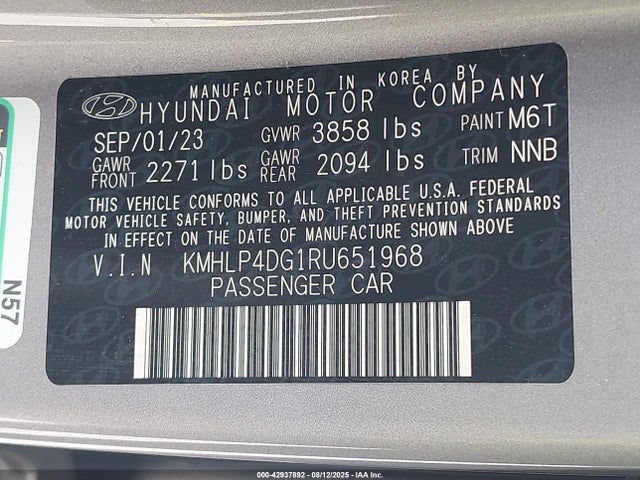 MANUFACTURED IN KOREA BY
HYUNDAI MOTOR COMPANY
SEP/01/23 GVWR 3858 lbs PAINT M6T
GAWR FRONT 2271 lbs GAWR REAR 2094 lbs TRIM NNB
THIS VEHICLE CONFORMS TO ALL APPLICABLE U.S.A. FEDERAL
MOTOR VEHICLE SAFETY, BUMPER, AND THEFT PREVENTION STANDARDS
IN EFFECT ON THE DATE OF MANUFACTURE SHOWN ABOVE
V.I.N KMHLP4DG1RU651968
PASSENGER CAR
N57
000-42937892 - 08/12/2025 - IAA Inc.